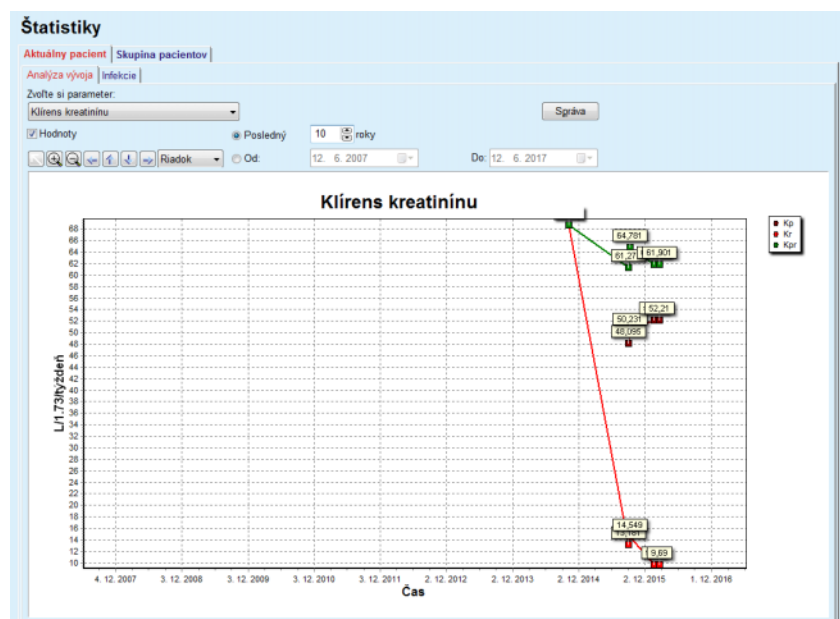 Štatistiky
Aktuálny pacient Skupina pacientov
Analýza vývoja Infekcie
Zvoľte si parameter:
Klírens kreatinínu Správa
Hodnoty Posledný 10 roky
Riadok Od: 12. 6. 2007 Do: 12. 6. 2017
Klírens kreatinínu
Kp
Kr
Kpr
68
66
64
62
60
58
56
54
52
50
48
46
44
42
40
38
36
34
32
30
28
26
24
22
20
18
16
14
12
10
L/1.73/týždeň
64,781
61,901
52,21
50,231
48,095
14,549
9,69
4. 12. 2007 3. 12. 2008 3. 12. 2009 3. 12. 2010 3. 12. 2011 2. 12. 2012 2. 12. 2013 2. 12. 2014 2. 12. 2015 1. 12. 2016
Čas